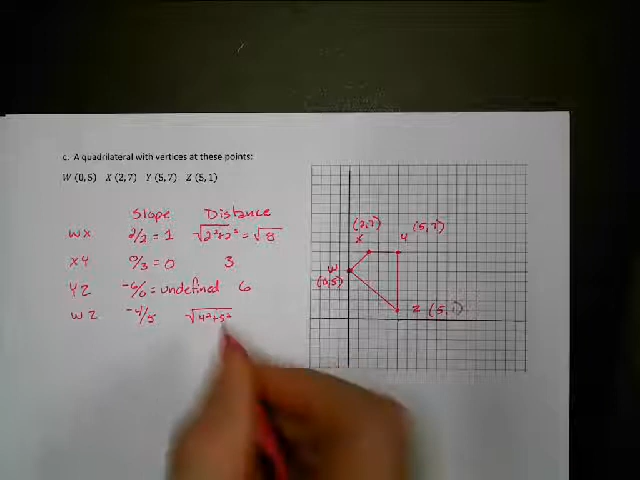 c. A quadrilateral with vertices at these points:
W (0,5) X (2,7) Y (5,7) Z (5,1)
Slope Distance
WX 2/2 = 1 √2²+2² = √8
XY 0/3 = 0 3
YZ -6/0 = undefined 6
WZ -4/5 √4²+5²
(2,7) (5,7)
X Y
W
(0,5)
Z (5,1)